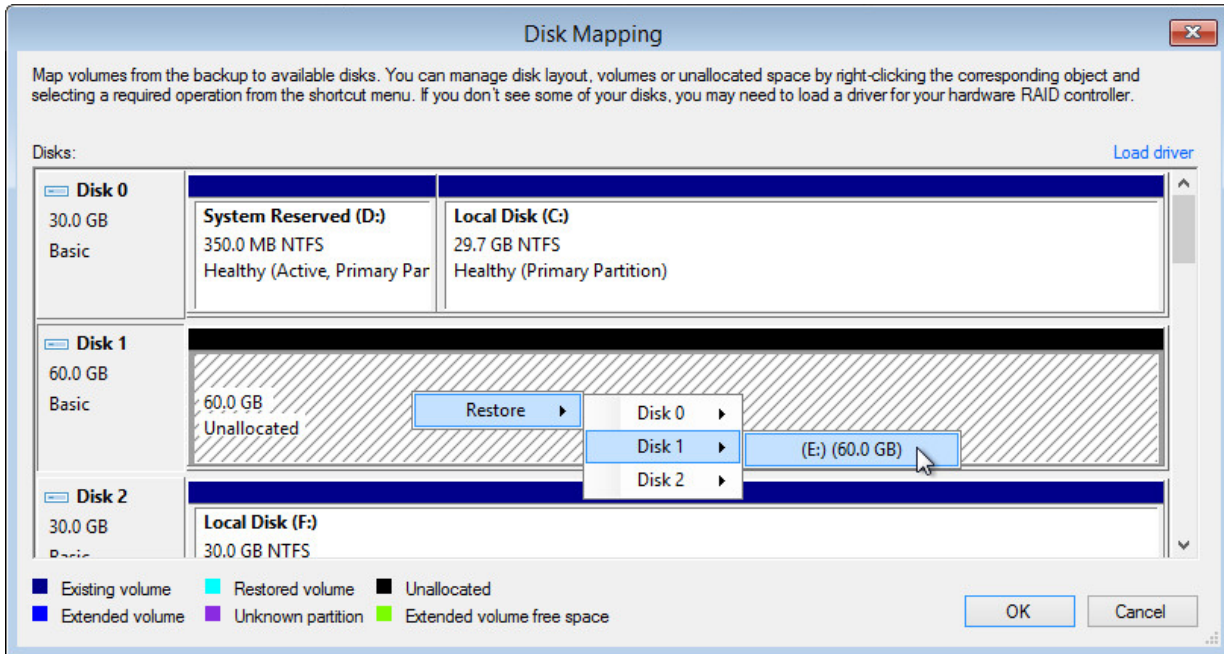 Disk Mapping
Map volumes from the backup to available disks. You can manage disk layout, volumes or unallocated space by right-clicking the corresponding object and
selecting a required operation from the shortcut menu. If you don't see some of your disks, you may need to load a driver for your hardware RAID controller.
Disks:
Load driver
Disk 0
30.0 GB
Basic
System Reserved (D:)
350.0 MB NTFS
Healthy (Active, Primary Par
Local Disk (C:)
29.7 GB NTFS
Healthy (Primary Partition)
Disk 1
60.0 GB
Basic
60.0 GB
Unallocated
Restore
Disk 0
Disk 1
Disk 2
(E:) (60.0 GB)
Disk 2
30.0 GB
Basic
Local Disk (F:)
30.0 GB NTFS
Existing volume
Restored volume
Unallocated
Extended volume
Unknown partition
Extended volume free space
OK
Cancel